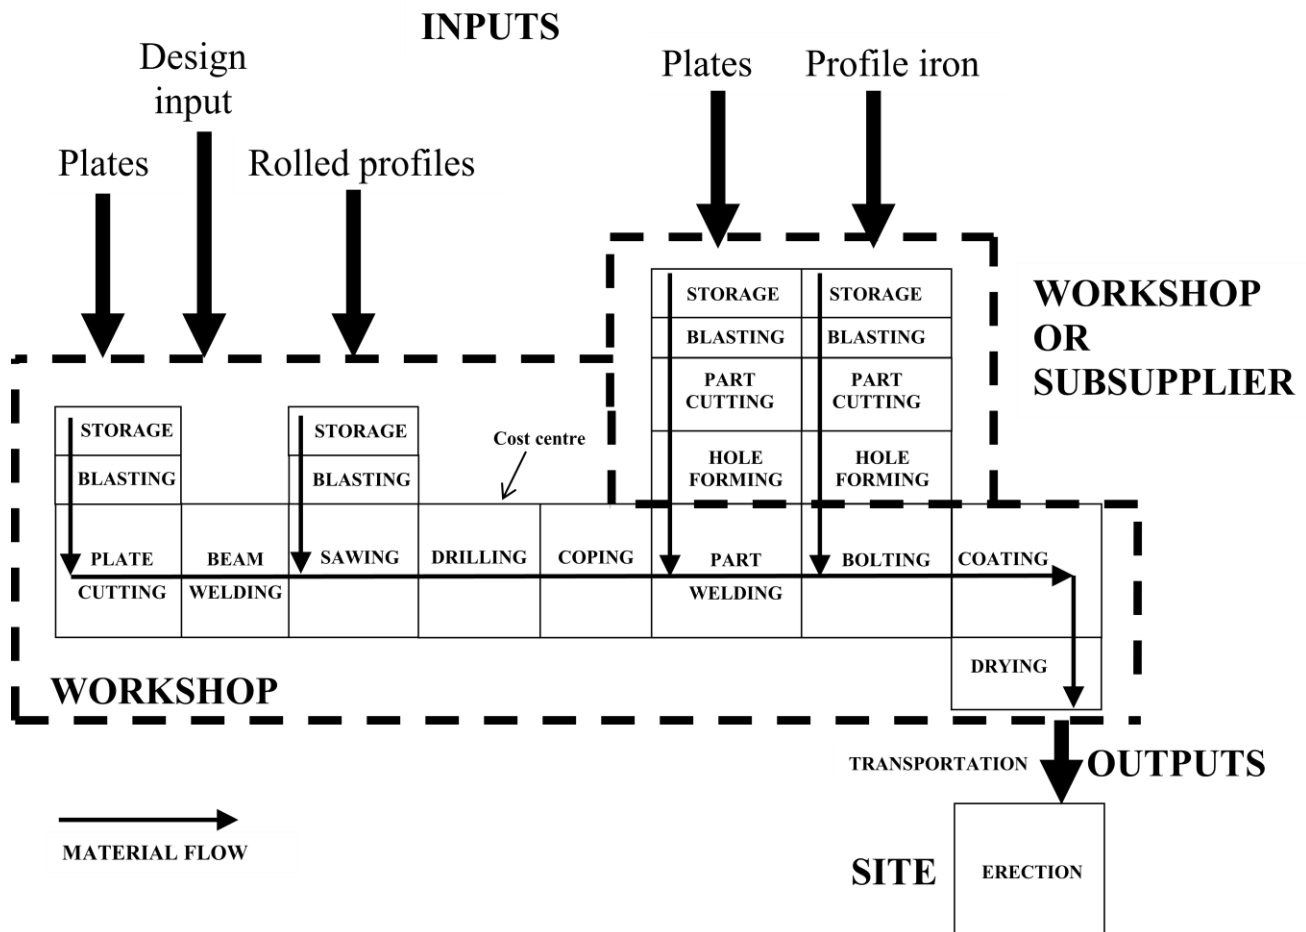 INPUTS
Design
input
Plates
Profile iron
Plates
Rolled profiles
STORAGE
STORAGE
WORKSHOP
OR
SUBSUPPLIER
BLASTING
BLASTING
PART
CUTTING
PART
CUTTING
STORAGE
STORAGE
Cost centre
HOLE
FORMING
HOLE
FORMING
BLASTING
BLASTING
PLATE
CUTTING
BEAM
WELDING
SAWING
DRILLING
COPING
PART
WELDING
BOLTING
COATING
DRYING
WORKSHOP
TRANSPORTATION
OUTPUTS
MATERIAL FLOW
SITE
ERECTION